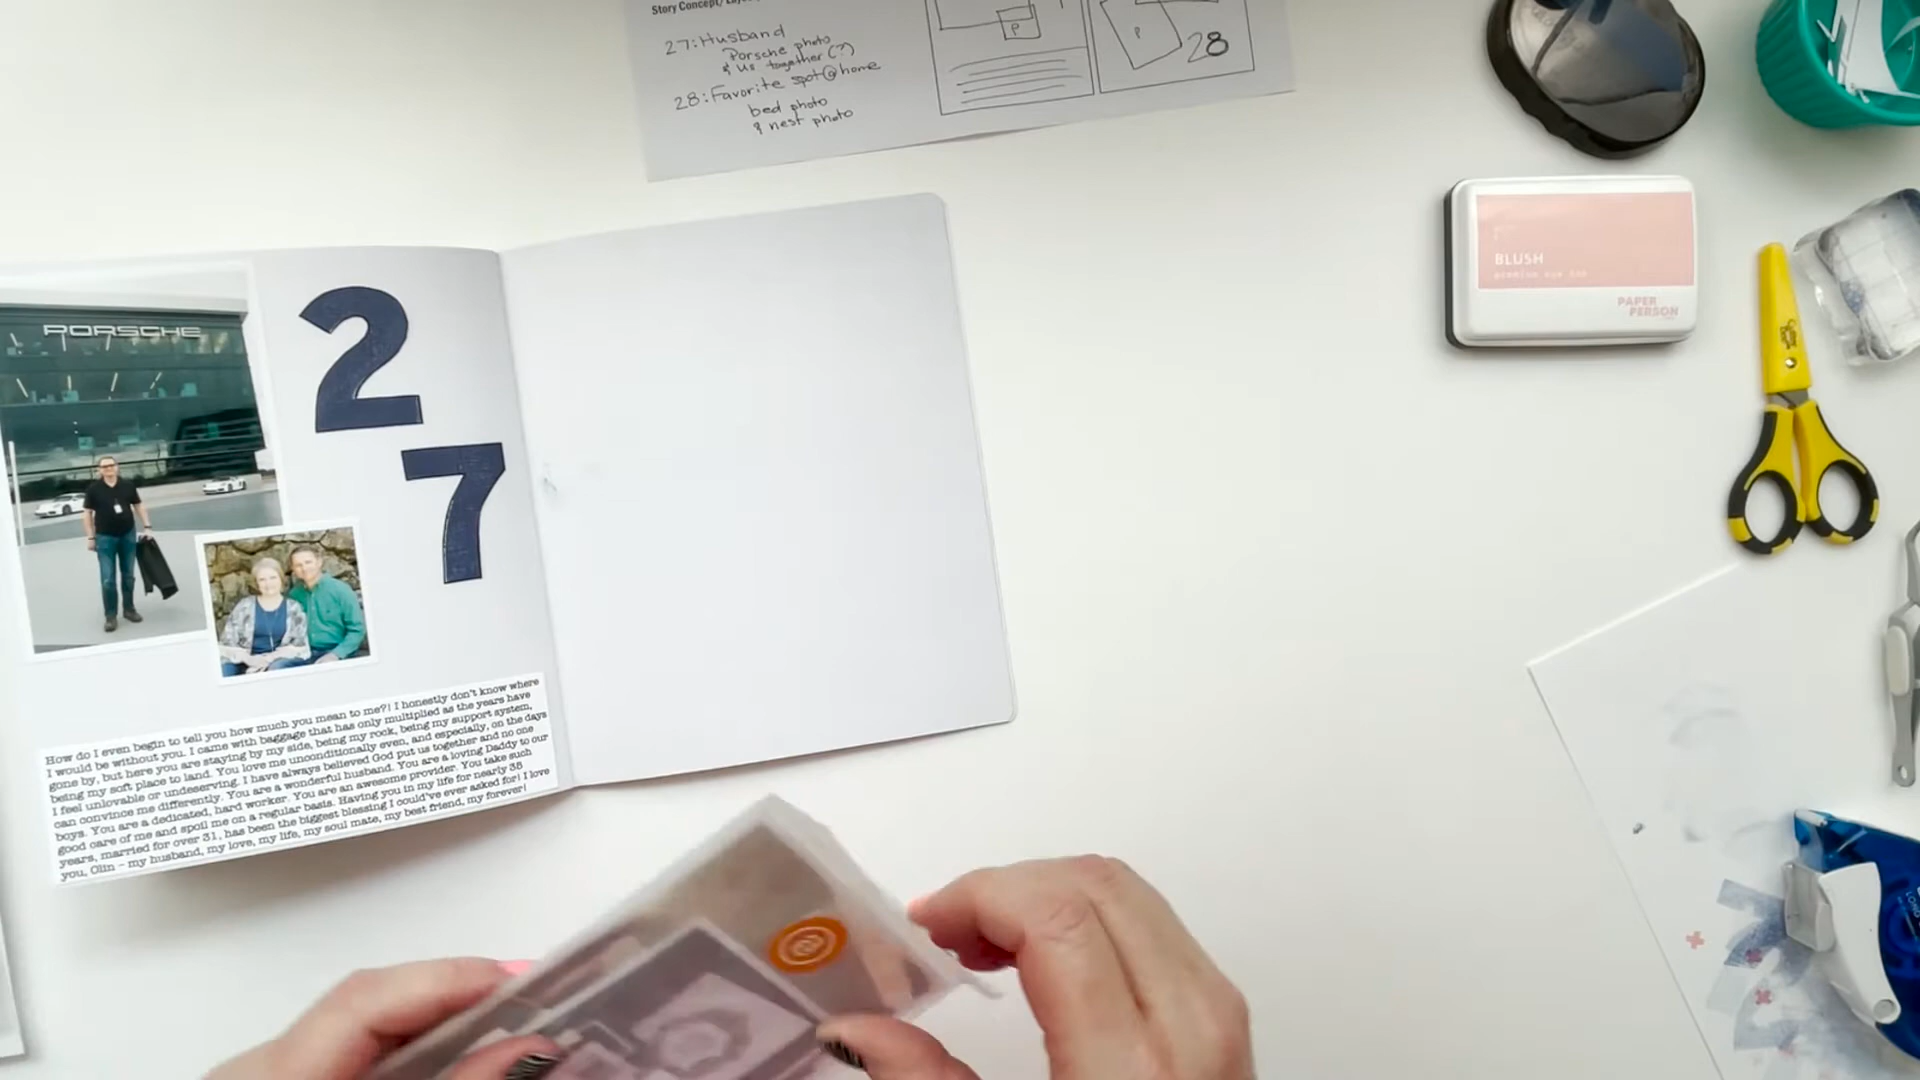 Story Concept/
27: Husband
Porsche photo
& us together (?)
28: Favorite spot@home
bed photo
& nest photo
P
P
28
PORSCHE
2
7
BLUSH
PAPER
PERSON
How do I even begin to tell you how much you mean to me?! I honestly don't know where
I would be without you. I came with baggage that has only multiplied as the years have
gone by, but here you are staying by my side, being my rock, being my support system,
being my soft place to land. You love me unconditionally even, and especially, on the days
I feel unlovable or undeserving. I have always believed God put us together and no one
can convince me differently. You are a wonderful husband. You are a loving Daddy to our
boys. You are a dedicated, hard worker. You are an awesome provider. You take such
good care of me and spoil me on a regular basis. Having you in my life for nearly 35
years, married for over 31, has been the biggest blessing I could've ever asked for! I love
you, Olin – my husband, my love, my life, my soul mate, my best friend, my forever!
LONG